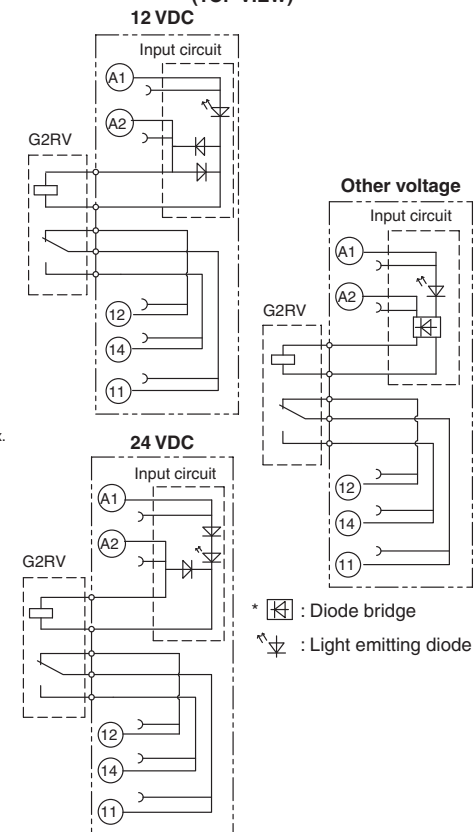 12 VDC
Input circuit
A1
A2
G2RV
12
14
11
Other voltage
Input circuit
A1
A2
G2RV
12
14
11
24 VDC
Input circuit
A1
A2
G2RV
12
14
11
* : Diode bridge
: Light emitting diode